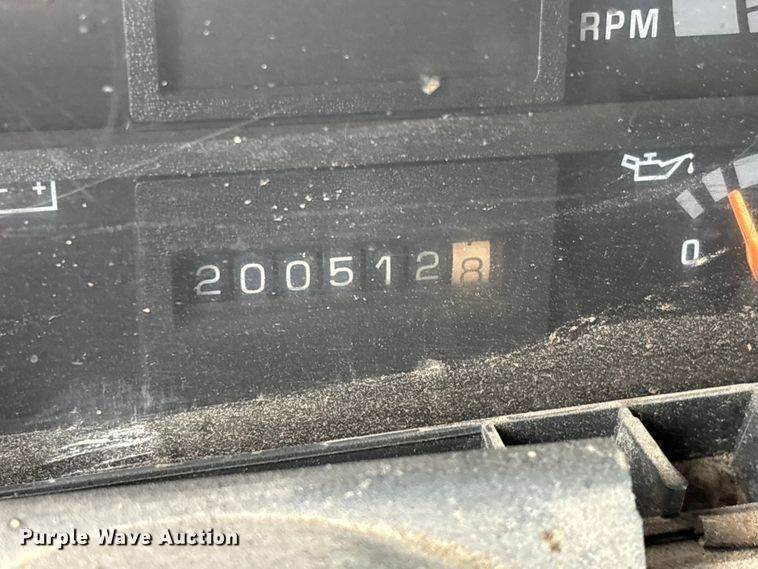 RPM
- +
2005128
0
Purple Wave Auction